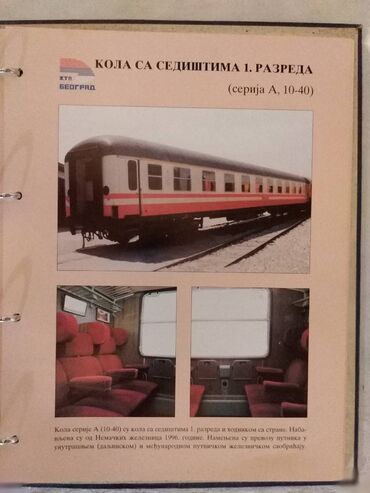 КОЛА СА СЕДИШТИМА 1. РАЗРЕДА
ЖТП
БЕОГРАД
(серија А, 10-40)
Кола серије А (10-40) су кола са седиштима 1. разреда и ходником са стране. Наба-
вљена су од Немачких железница 1996. године. Намењена су превозу путника у
унутрашњем (даљинском) и међународном путничком железничком саобраћају.